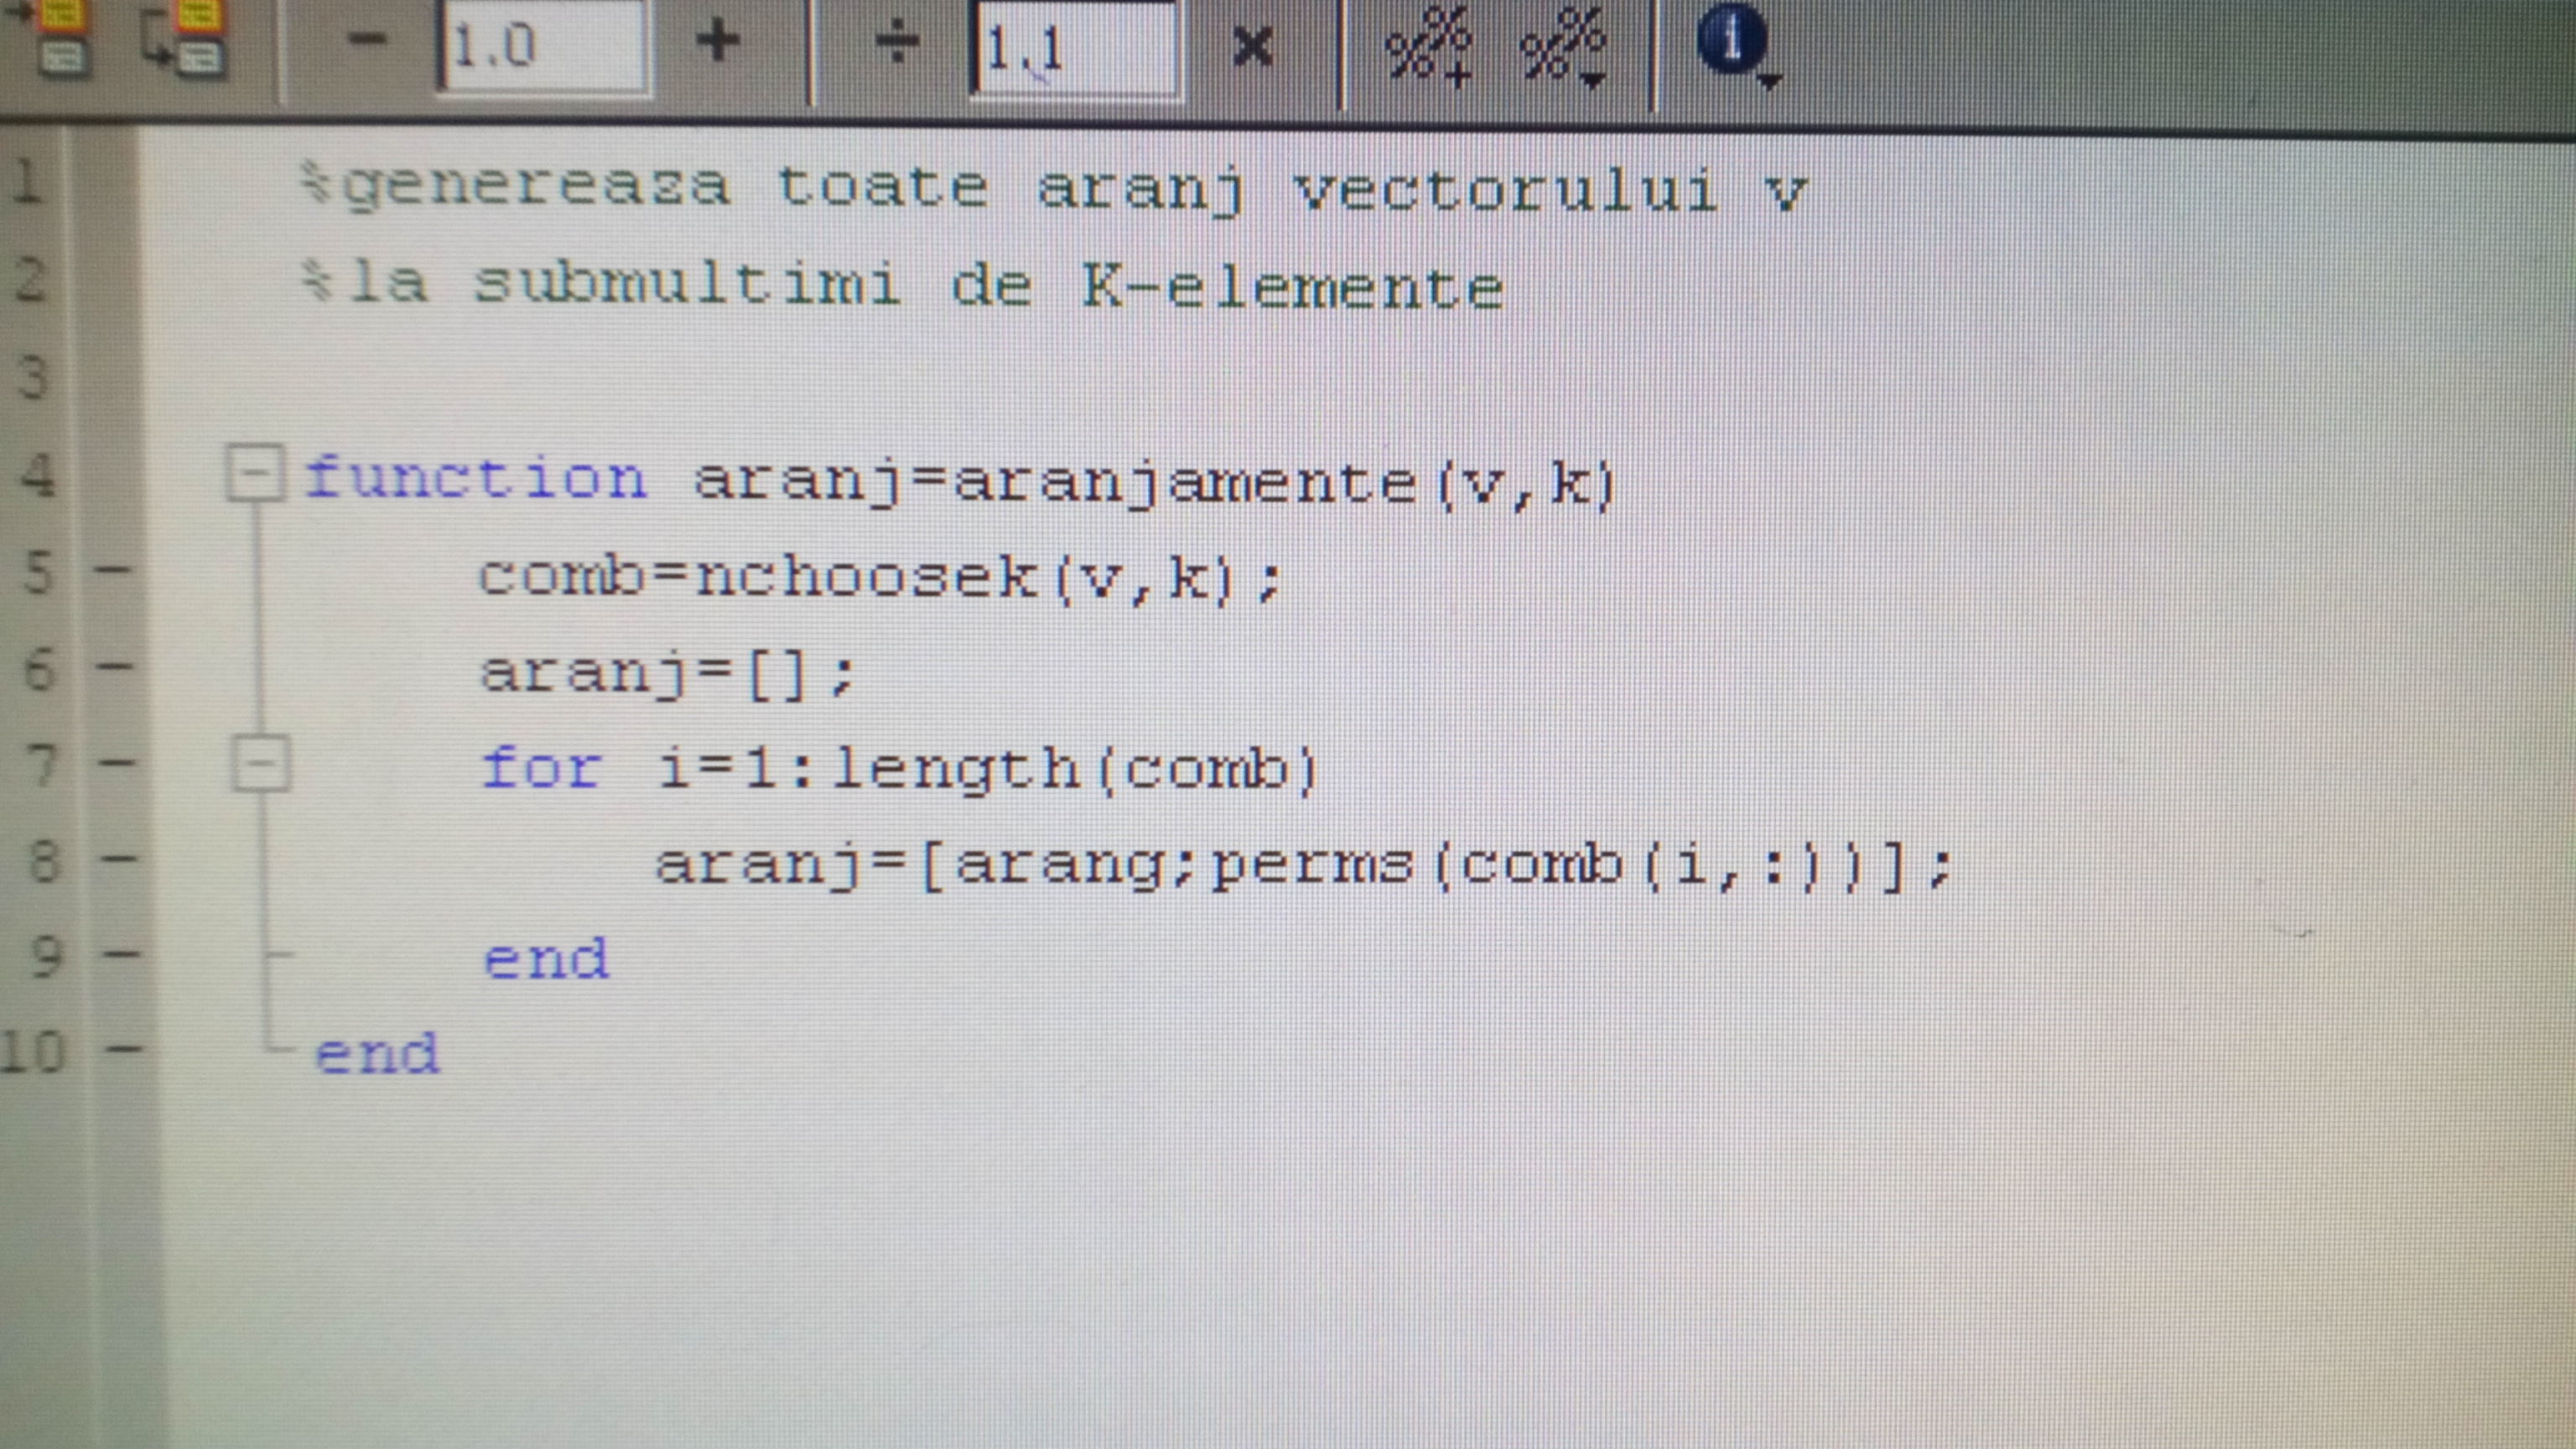 - 1.0 + ÷ 1.1 × %%+ %%- i
1 %genereaza toate aranj vectorului v
2 %la submultimi de K-elemente
3
4 function aranj=aranjamente(v,k)
5 - comb=nchoosek(v,k);
6 - aranj=[];
7 - for i=1:length(comb)
8 - aranj=[arang;perms(comb(i,:))];
9 - end
10 - end